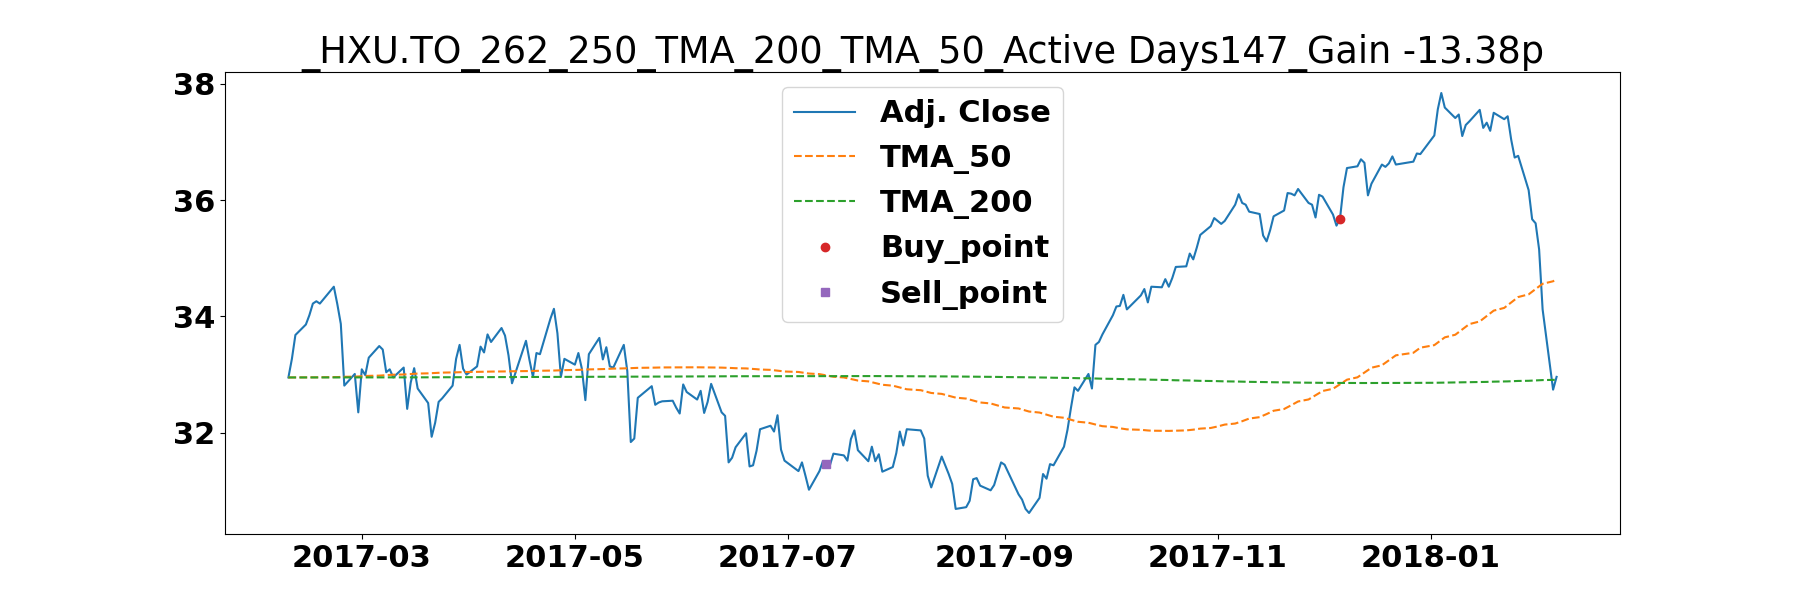 _HXU.TO_262_250_TMA_200_TMA_50_Active Days147_Gain -13.38p
38
36
34
32
Adj. Close
TMA_50
TMA_200
Buy_point
Sell_point
2017-03 2017-05 2017-07 2017-09 2017-11 2018-01